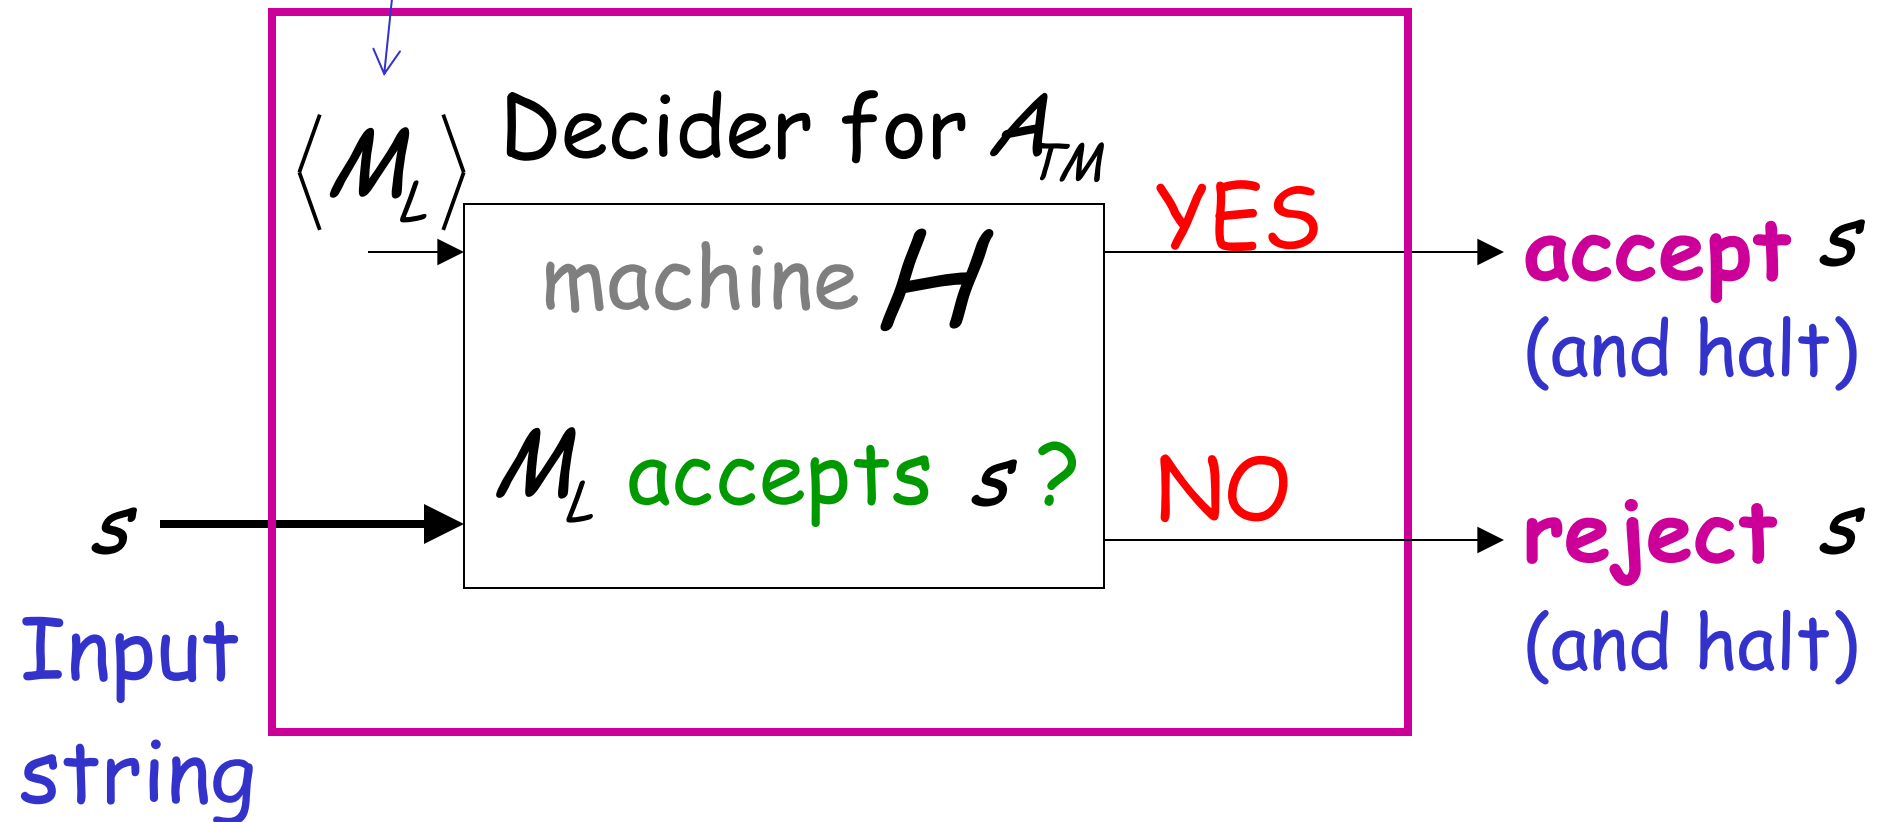 Decider for A_TM
⟨M_L⟩
YES
machine H
accept s
(and halt)
M_L accepts s ?
NO
s
reject s
(and halt)
Input
string